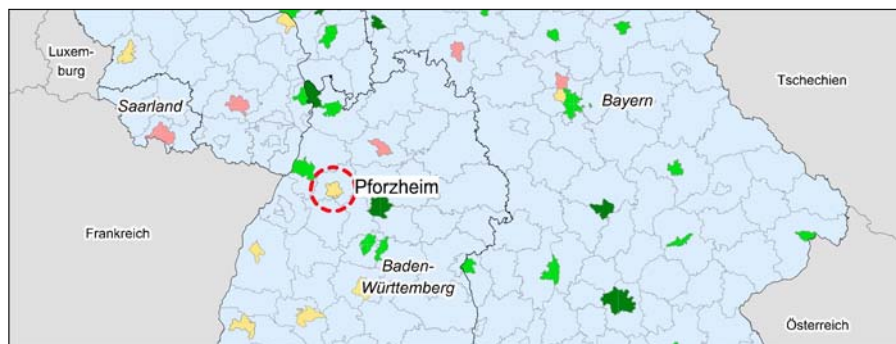 Luxem-
burg
Saarland
Frankreich
Pforzheim
Baden-
Württemberg
Bayern
Tschechien
Österreich